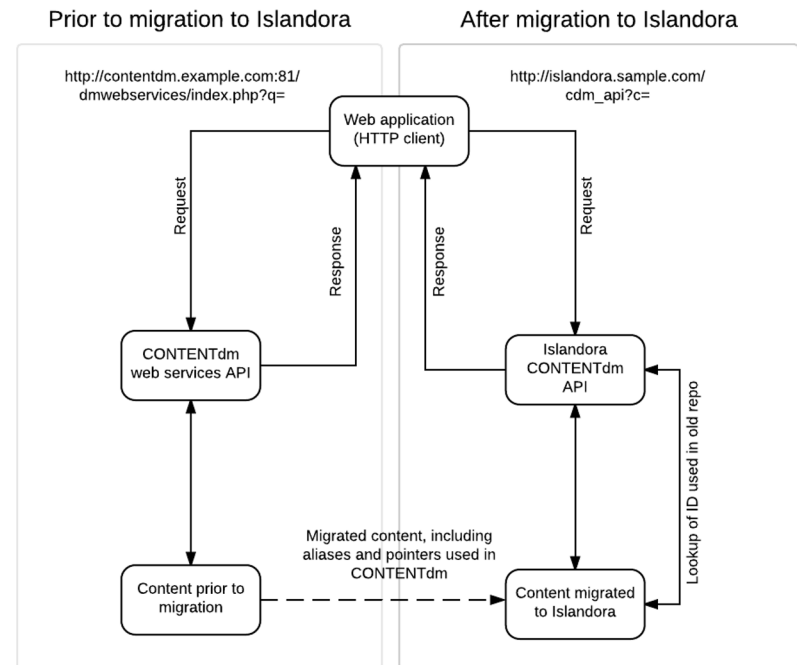 Prior to migration to Islandora
After migration to Islandora
http://contentdm.example.com:81/
dmwebservices/index.php?q=
http://islandora.sample.com/
cdm_api?c=
Web application
(HTTP client)
Request
Response
Response
Request
CONTENTdm
web services API
Islandora
CONTENTdm
API
Lookup of ID used in old repo
Migrated content, including
aliases and pointers used in
CONTENTdm
Content prior to
migration
Content migrated
to Islandora